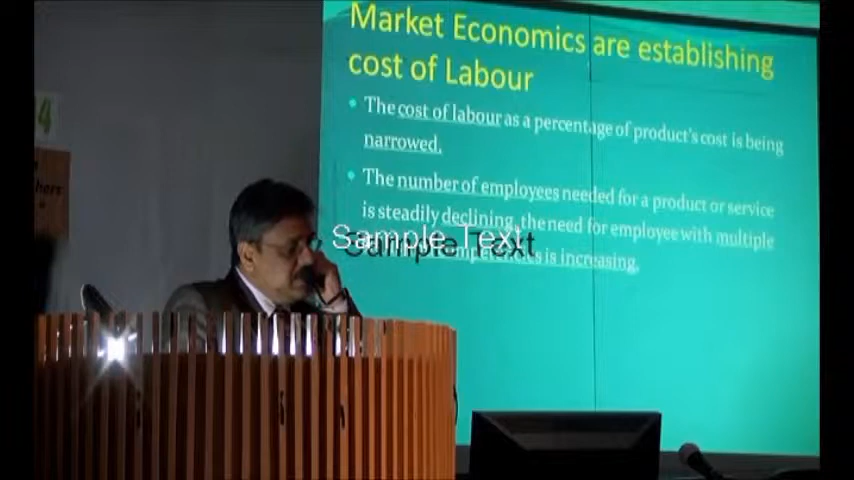 Market Economics are establishing
cost of Labour
4
• The cost of labour as a percentage of product's cost is being
narrowed.
• The number of employees needed for a product or service
is steadily declining, the need for employee with multiple
Sample Text
Sample Text
is increasing.